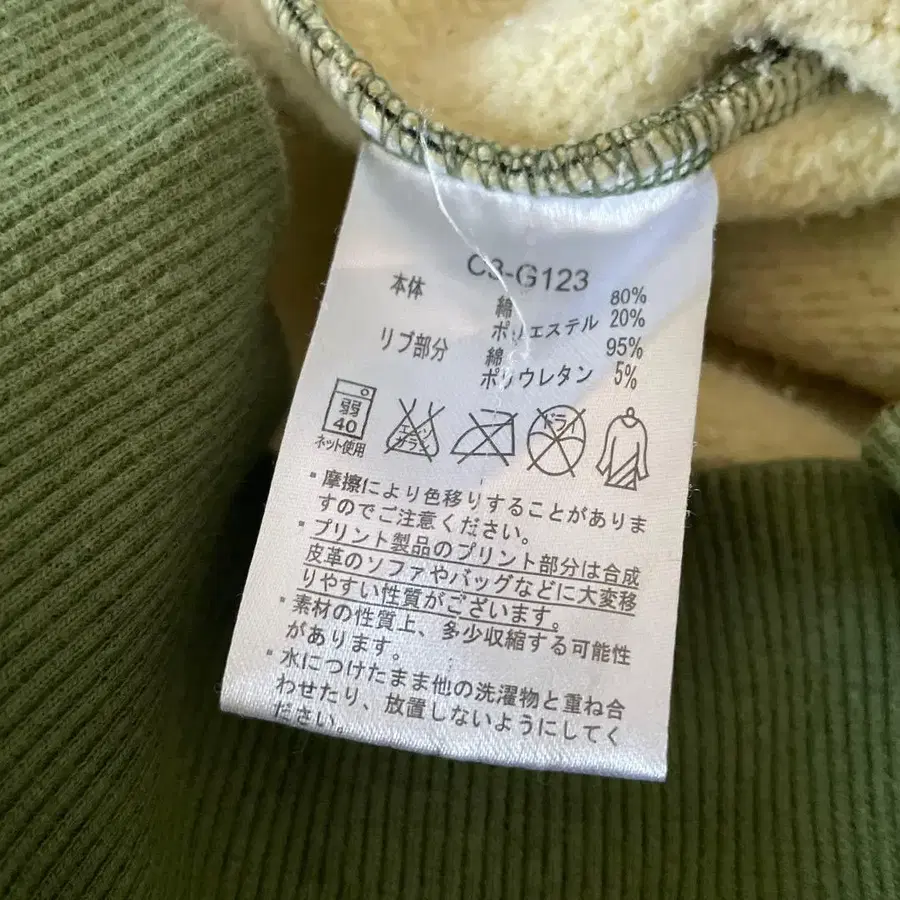 C3-G123
本体 綿 80%
ポリエステル 20%
リブ部分 綿 95%
ポリウレタン 5%
弱
40
ネット使用
エンソ
サラシ
ドライ
・摩擦により色移りすることがありま
すのでご注意ください。
・プリント製品のプリント部分は合成
皮革のソファやバッグなどに大変移
りやすい性質がございます。
・素材の性質上、多少収縮する可能性
があります。
・水につけたまま他の洗濯物と重ね合
わせたり、放置しないようにしてく
ださい。